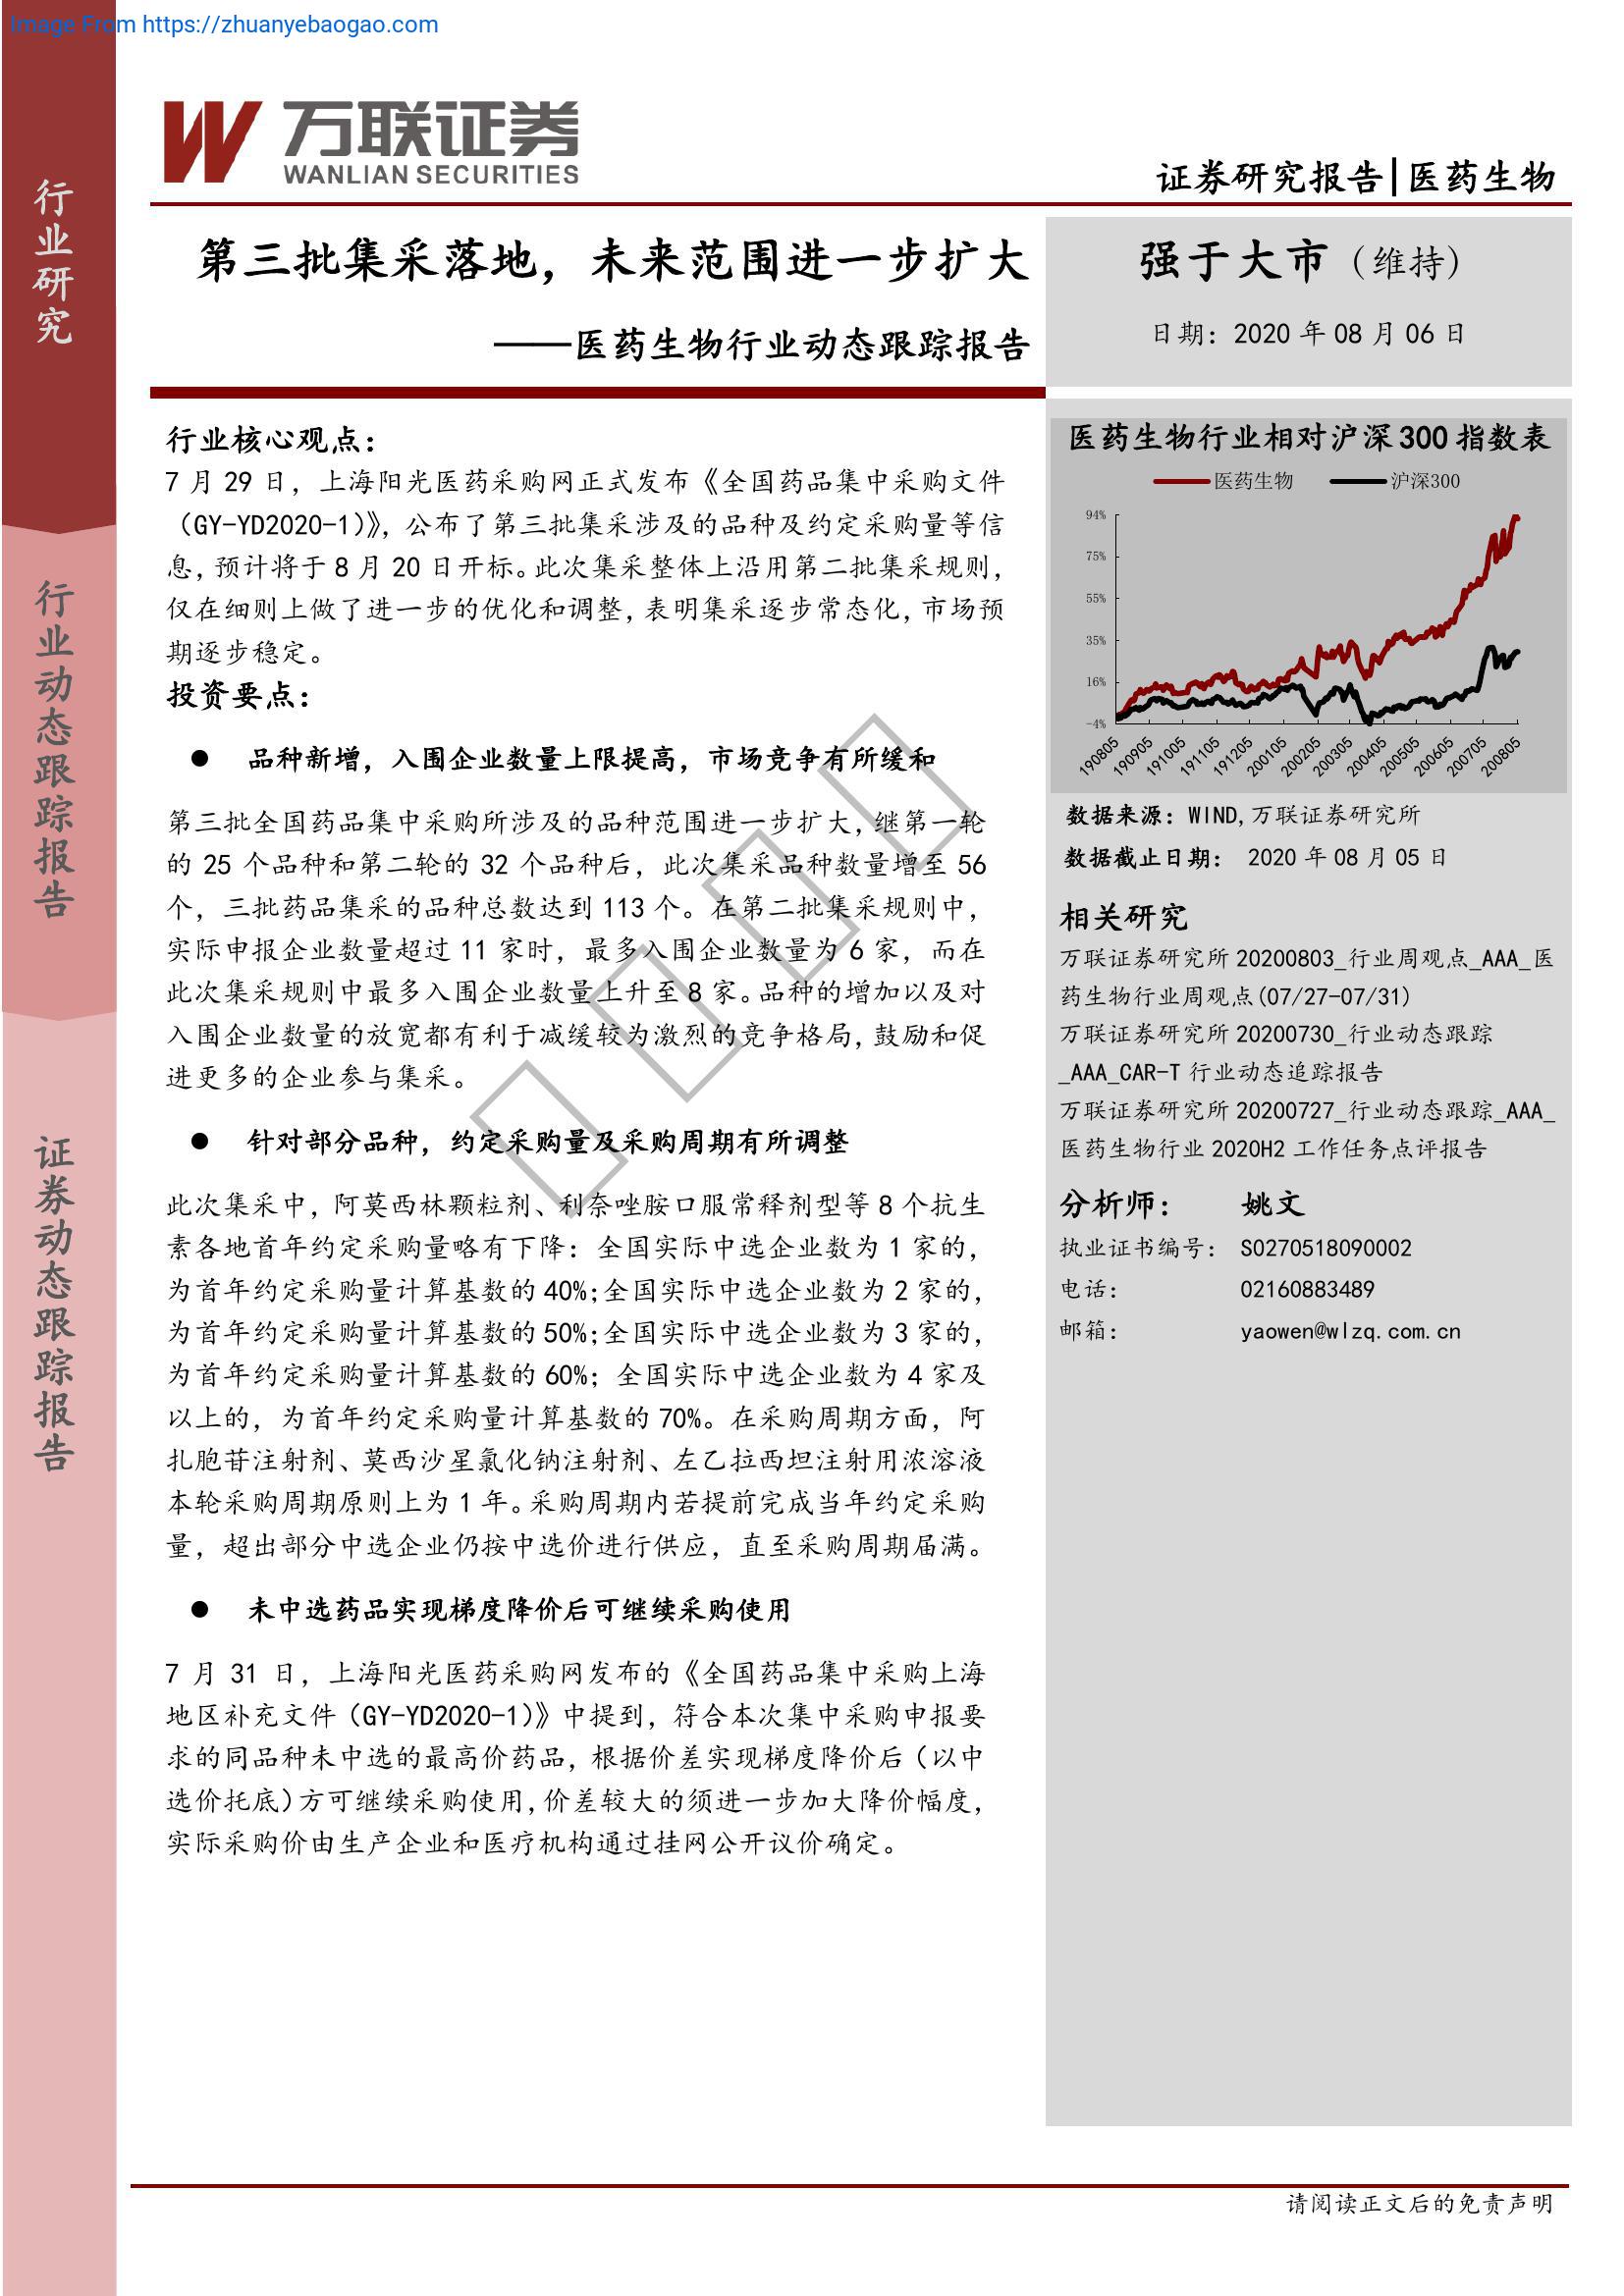 Image From https://zhuanyebaogao.com
行业研究
行业动态跟踪报告
证券动态跟踪报告
万联证券
WANLIAN SECURITIES
证券研究报告|医药生物
第三批集采落地，未来范围进一步扩大
——医药生物行业动态跟踪报告
强于大市（维持）
日期：2020 年 08 月 06 日
行业核心观点：
7 月 29 日，上海阳光医药采购网正式发布《全国药品集中采购文件
（GY-YD2020-1）》，公布了第三批集采涉及的品种及约定采购量等信
息，预计将于 8 月 20 日开标。此次集采整体上沿用第二批集采规则，
仅在细则上做了进一步的优化和调整，表明集采逐步常态化，市场预
期逐步稳定。
投资要点：
● 品种新增，入围企业数量上限提高，市场竞争有所缓和
第三批全国药品集中采购所涉及的品种范围进一步扩大，继第一轮
的 25 个品种和第二轮的 32 个品种后，此次集采品种数量增至 56
个，三批药品集采的品种总数达到 113 个。在第二批集采规则中，
实际申报企业数量超过 11 家时，最多入围企业数量为 6 家，而在
此次集采规则中最多入围企业数量上升至 8 家。品种的增加以及对
入围企业数量的放宽都有利于减缓较为激烈的竞争格局，鼓励和促
进更多的企业参与集采。
● 针对部分品种，约定采购量及采购周期有所调整
此次集采中，阿莫西林颗粒剂、利奈唑胺口服常释剂型等 8 个抗生
素各地首年约定采购量略有下降：全国实际中选企业数为 1 家的，
为首年约定采购量计算基数的 40%；全国实际中选企业数为 2 家的，
为首年约定采购量计算基数的 50%；全国实际中选企业数为 3 家的，
为首年约定采购量计算基数的 60%；全国实际中选企业数为 4 家及
以上的，为首年约定采购量计算基数的 70%。在采购周期方面，阿
扎胞苷注射剂、莫西沙星氯化钠注射剂、左乙拉西坦注射用浓溶液
本轮采购周期原则上为 1 年。采购周期内若提前完成当年约定采购
量，超出部分中选企业仍按中选价进行供应，直至采购周期届满。
● 未中选药品实现梯度降价后可继续采购使用
7 月 31 日，上海阳光医药采购网发布的《全国药品集中采购上海
地区补充文件（GY-YD2020-1）》中提到，符合本次集中采购申报要
求的同品种未中选的最高价药品，根据价差实现梯度降价后（以中
选价托底）方可继续采购使用，价差较大的须进一步加大降价幅度，
实际采购价由生产企业和医疗机构通过挂网公开议价确定。
医药生物行业相对沪深 300 指数表
医药生物 沪深300
94%
75%
55%
35%
16%
-4%
190805 190905 191005 191105 191205 200105 200205 200305 200405 200505 200605 200705 200805
数据来源：WIND，万联证券研究所
数据截止日期： 2020 年 08 月 05 日
相关研究
万联证券研究所 20200803_行业周观点_AAA_医
药生物行业周观点(07/27-07/31)
万联证券研究所 20200730_行业动态跟踪
_AAA_CAR-T 行业动态追踪报告
万联证券研究所 20200727_行业动态跟踪_AAA_
医药生物行业 2020H2 工作任务点评报告
分析师： 姚文
执业证书编号： S0270518090002
电话： 02160883489
邮箱： yaowen@wlzq.com.cn
请阅读正文后的免责声明